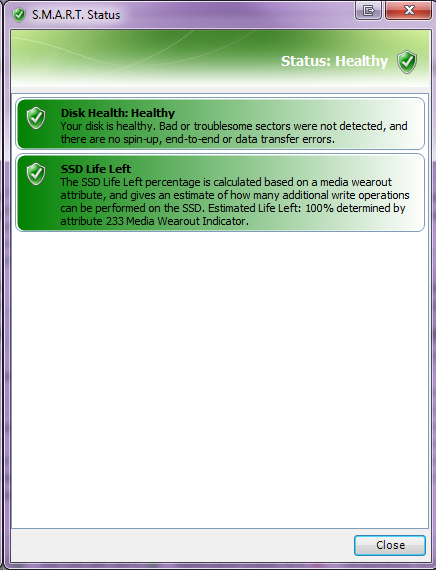 S.M.A.R.T. Status
Status: Healthy
Disk Health: Healthy
Your disk is healthy. Bad or troublesome sectors were not detected, and
there are no spin-up, end-to-end or data transfer errors.
SSD Life Left
The SSD Life Left percentage is calculated based on a media wearout
attribute, and gives an estimate of how many additional write operations
can be performed on the SSD. Estimated Life Left: 100% determined by
attribute 233 Media Wearout Indicator.
Close